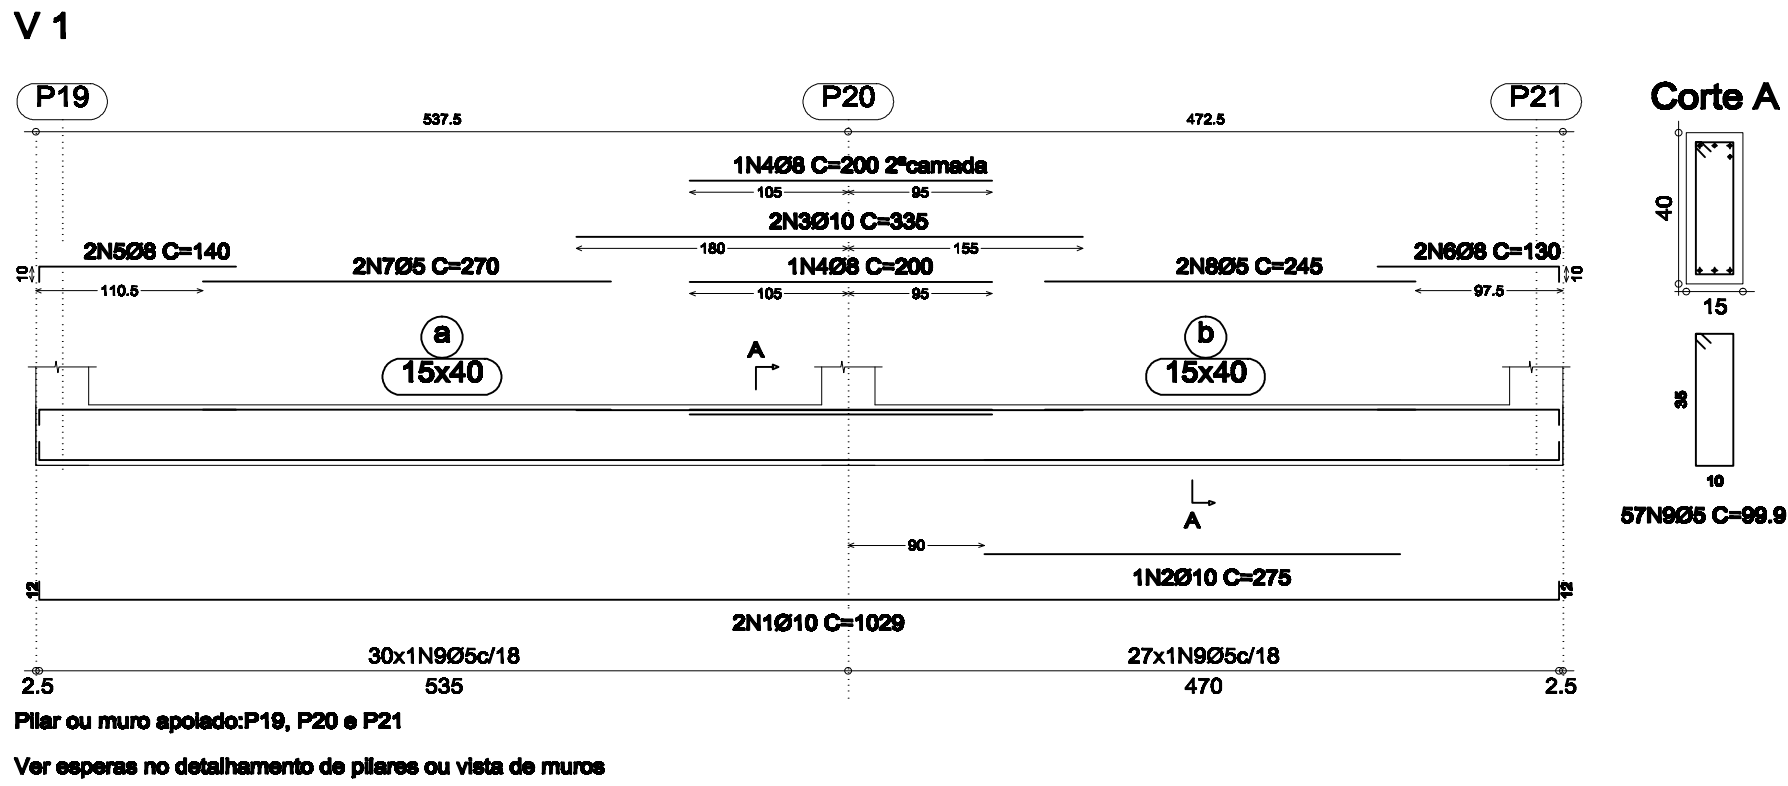 V 1
P19 P20 P21 Corte A
537.5 472.5
1N4Ø8 C=200 2ªcamada
105 95
2N3Ø10 C=335
180 155
2N5Ø8 C=140 2N7Ø5 C=270 1N4Ø8 C=200 2N8Ø5 C=245 2N6Ø8 C=130
10 110.5 105 95 97.5 10
40
15
a b
15x40 15x40
A
35
10
57N9Ø5 C=99.9
A
90
1N2Ø10 C=275
12 12
2N1Ø10 C=1029
30x1N9Ø5c/18 27x1N9Ø5c/18
2.5 535 470 2.5
Pilar ou muro apoiado:P19, P20 e P21
Ver esperas no detalhamento de pilares ou vista de muros